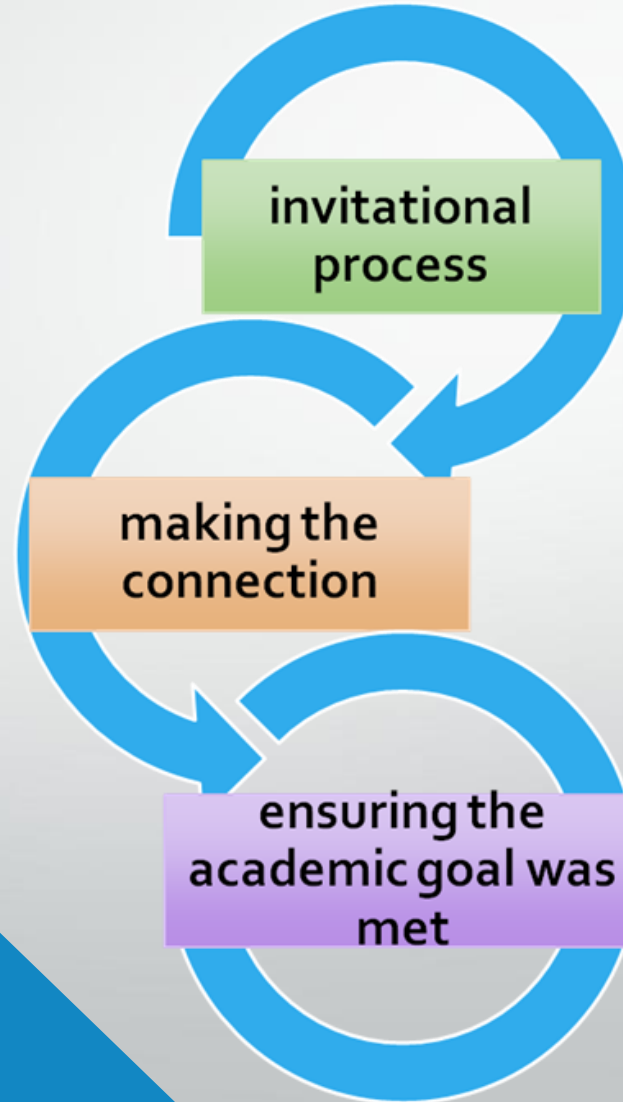 invitational
process
making the
connection
ensuring the
academic goal was
met